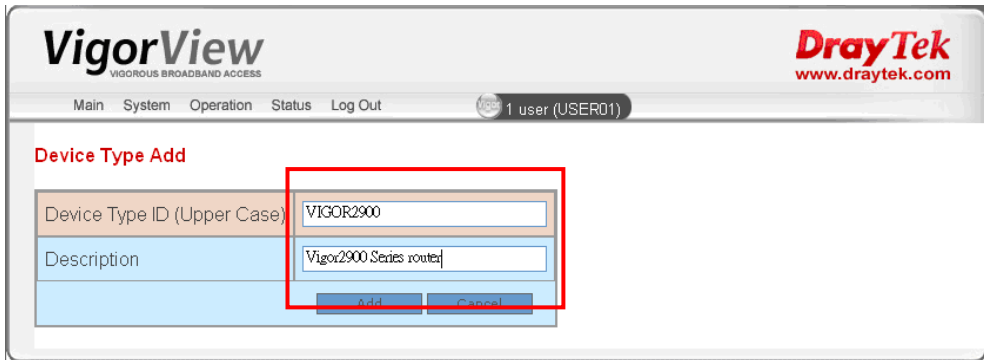 VigorView
VIGOROUS BROADBAND ACCESS
DrayTek
www.draytek.com
Main System Operation Status Log Out
1 user (USER01)
Device Type Add
Device Type ID (Upper Case) VIGOR2900
Description Vigor2900 Series router
Add Cancel